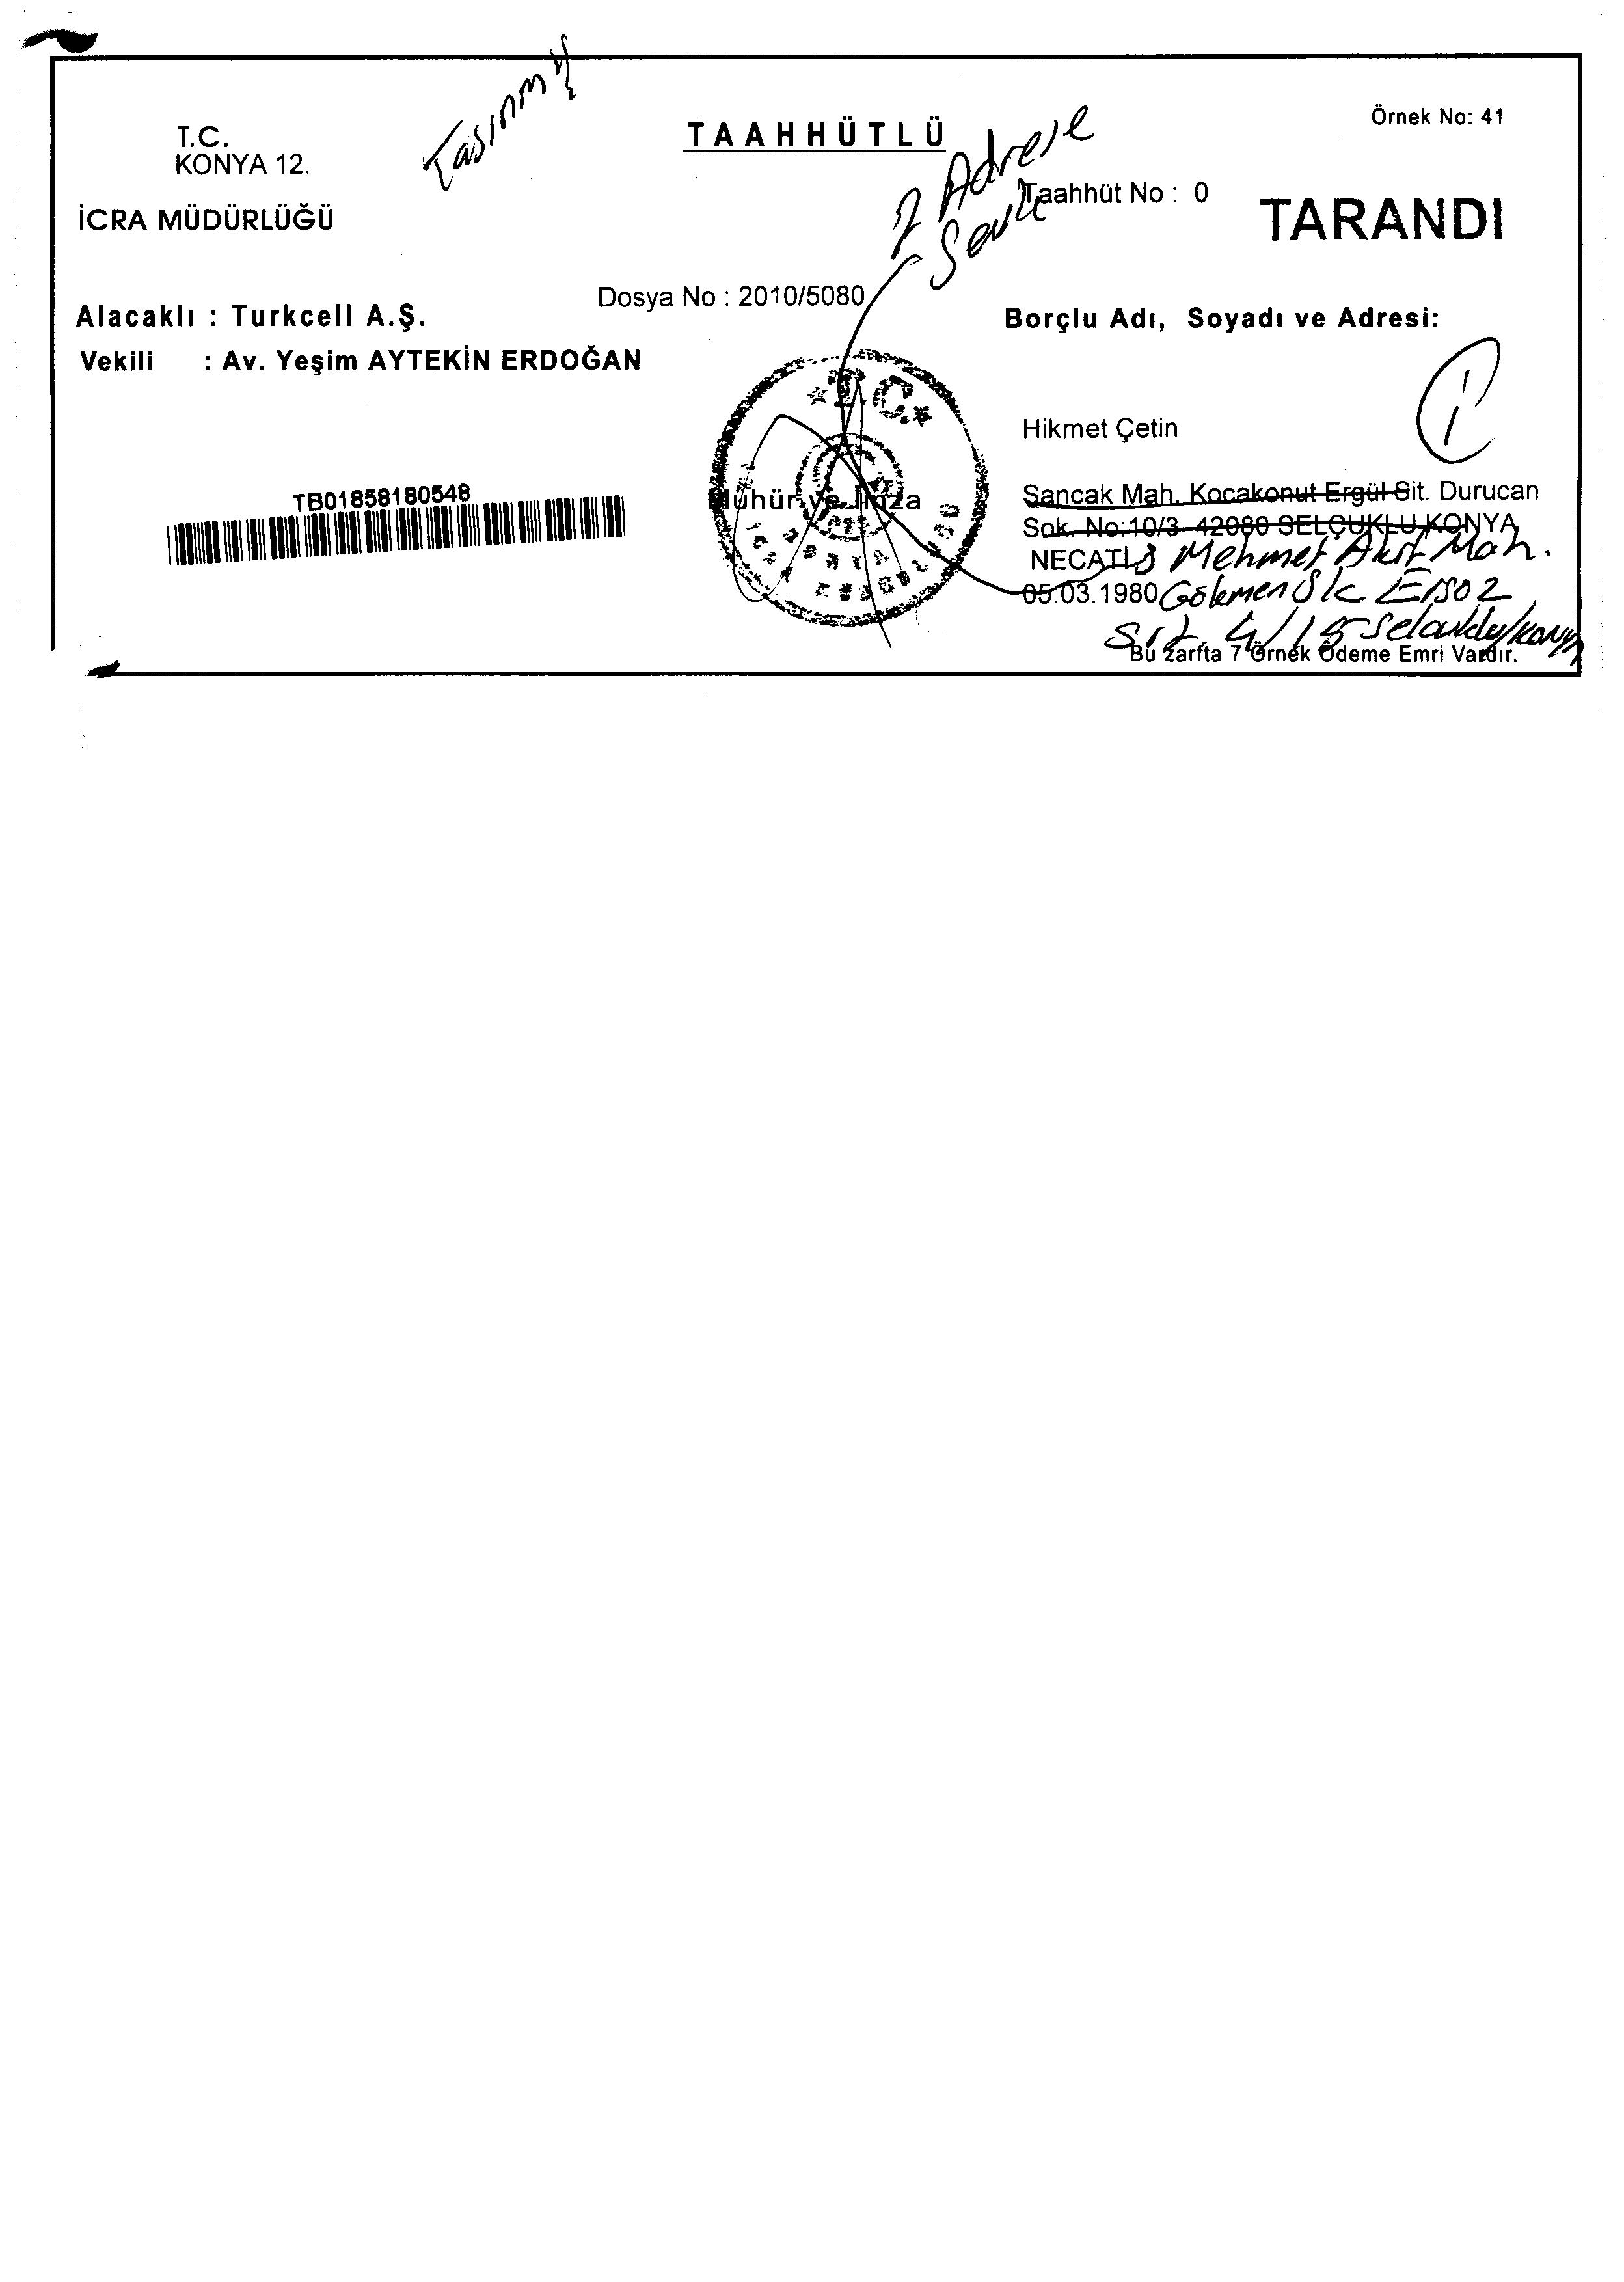 Taşınmış
T.C.
KONYA 12.
İCRA MÜDÜRLÜĞÜ
TAAHHÜTLÜ
2 Adrese
Sevk
Örnek No: 41
Taahhüt No : 0
TARANDI
Dosya No : 2010/5080
Alacaklı : Turkcell A.Ş.
Vekili : Av. Yeşim AYTEKİN ERDOĞAN
Borçlu Adı, Soyadı ve Adresi:
Hikmet Çetin
TB01858180548
T.C.
Mühür ve İmza
Sancak Mah. Kocakonut Ergül Sit. Durucan
Sok. No:10/3 42080 SELÇUKLU KONYA
NECATİ Mehmet Akif Mah.
05.03.1980 Gökmen Sk Ersoz
Sit. 4/15 Selcuklu/Konya
Bu zarfta 7 Örnek Ödeme Emri Vardır.